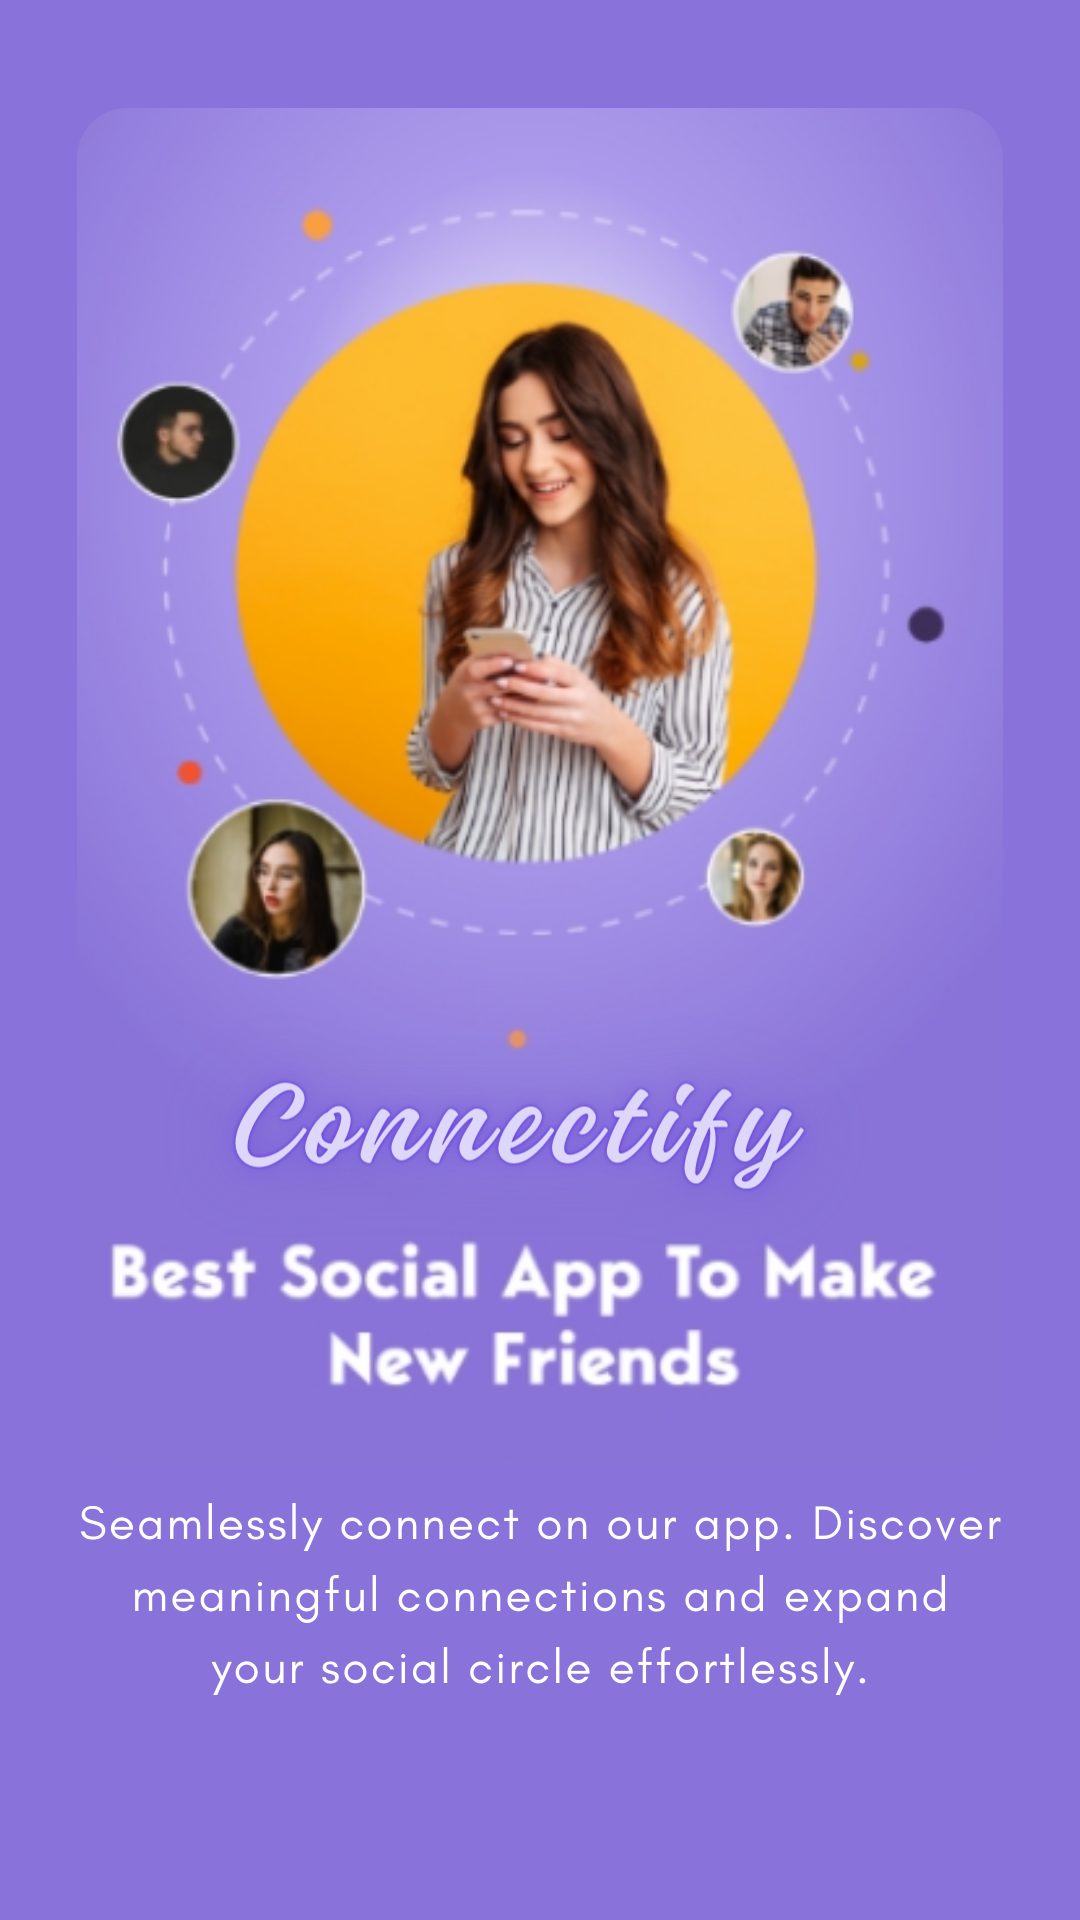 Connectify
Best Social App To Make
New Friends
Seamlessly connect on our app. Discover
meaningful connections and expand
your social circle effortlessly.